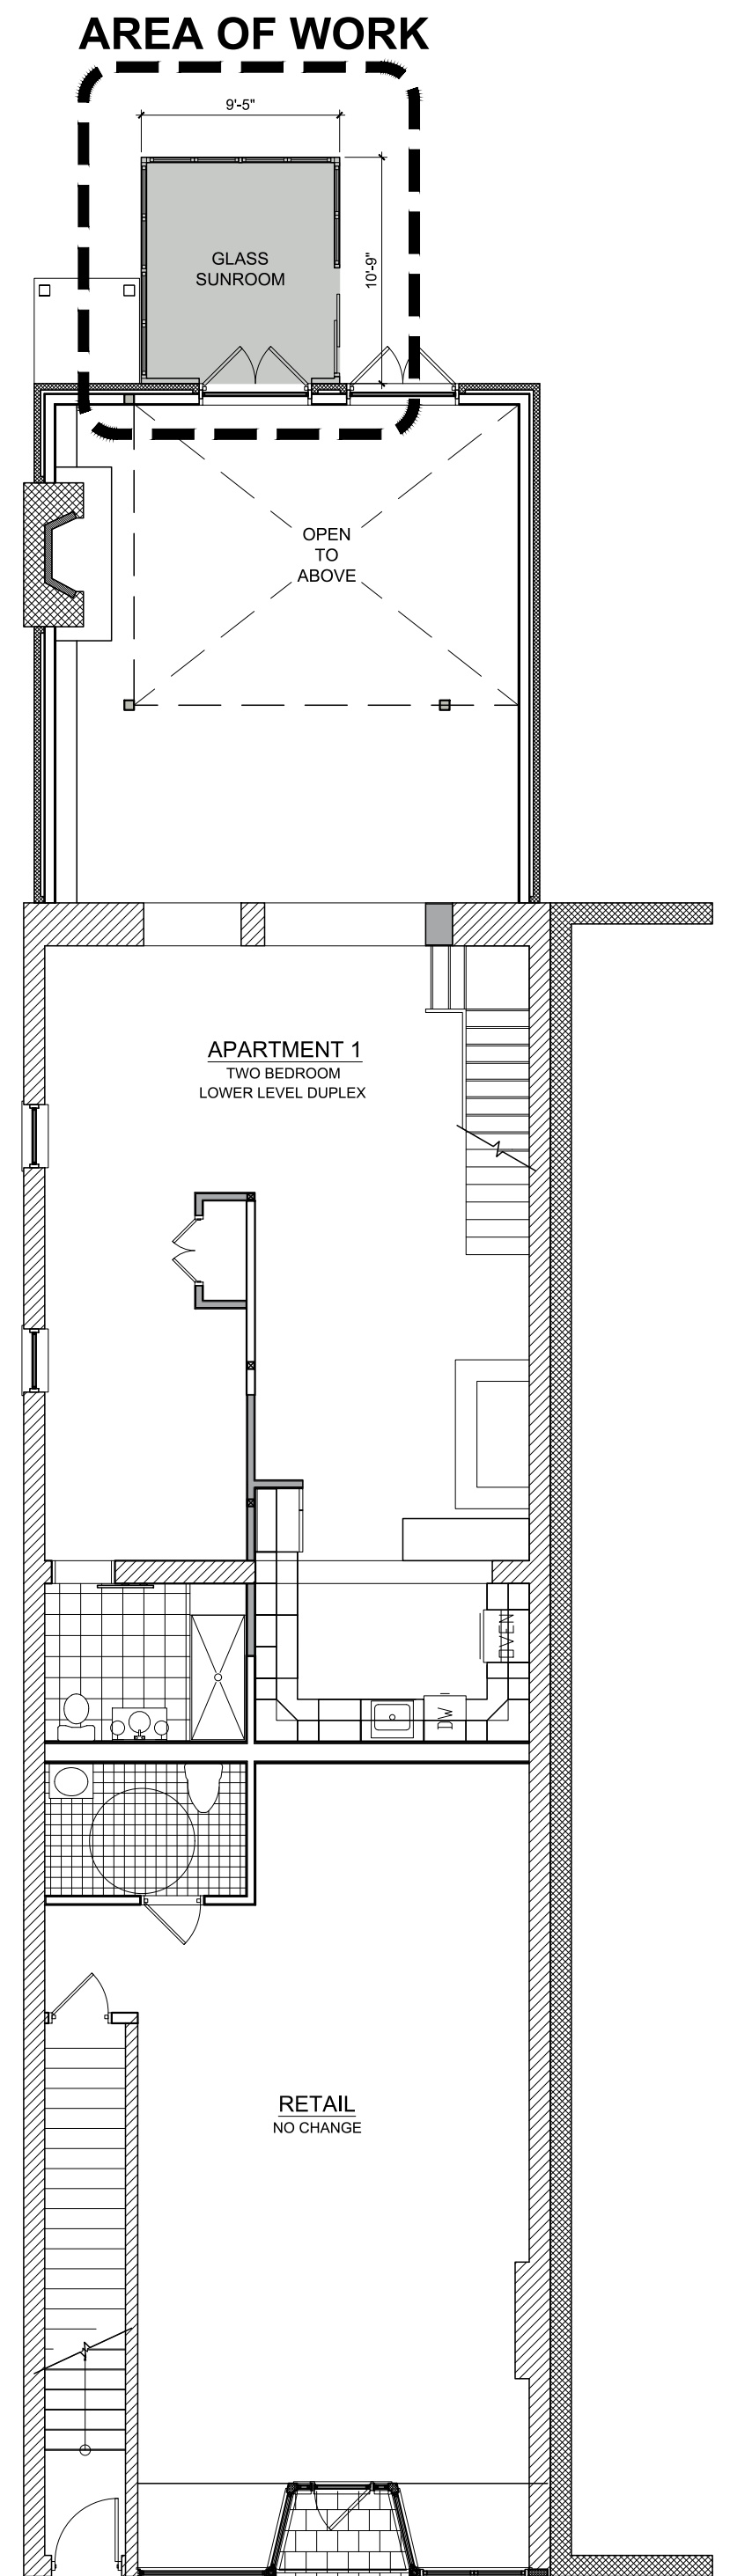 AREA OF WORK
9'-5"
GLASS
SUNROOM
10'-9"
OPEN
TO
ABOVE
APARTMENT 1
TWO BEDROOM
LOWER LEVEL DUPLEX
OVEN
DW
RETAIL
NO CHANGE